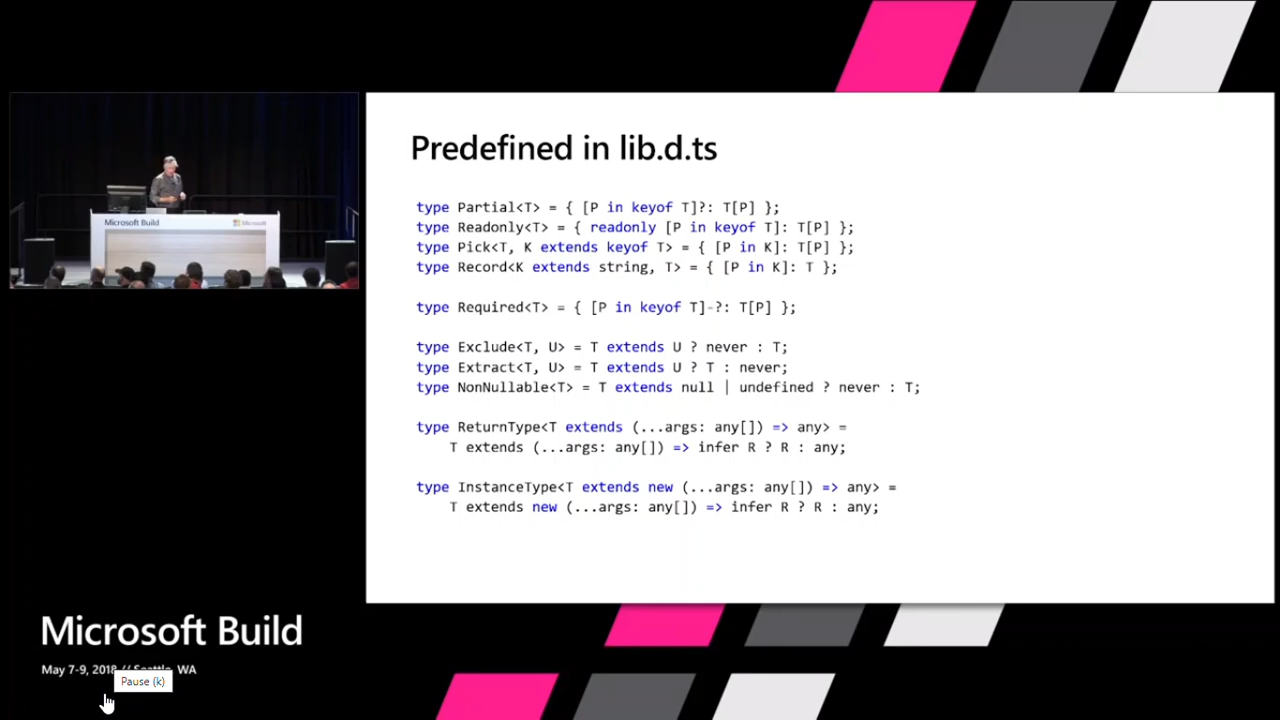 Microsoft Build
Microsoft
Predefined in lib.d.ts
type Partial<T> = { [P in keyof T]?: T[P] };
type Readonly<T> = { readonly [P in keyof T]: T[P] };
type Pick<T, K extends keyof T> = { [P in K]: T[P] };
type Record<K extends string, T> = { [P in K]: T };
type Required<T> = { [P in keyof T]-?: T[P] };
type Exclude<T, U> = T extends U ? never : T;
type Extract<T, U> = T extends U ? T : never;
type NonNullable<T> = T extends null | undefined ? never : T;
type ReturnType<T extends (...args: any[]) => any> =
T extends (...args: any[]) => infer R ? R : any;
type InstanceType<T extends new (...args: any[]) => any> =
T extends new (...args: any[]) => infer R ? R : any;
Microsoft Build
May 7-9, 2018 // Seattle, WA
Pause (k)